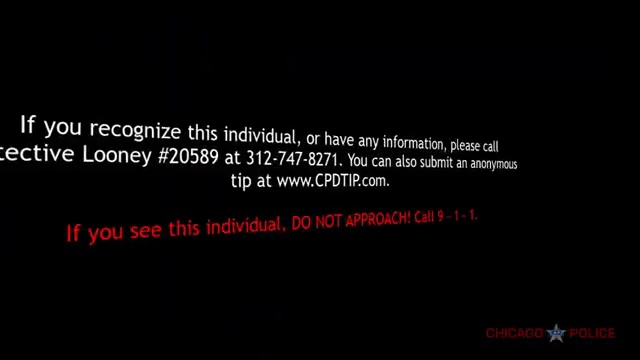 If you recognize this individual, or have any information, please call
tective Looney #20589 at 312-747-8271. You can also submit an anonymous
tip at www.CPDTIP.com.
If you see this individual, DO NOT APPROACH! Call 9 - 1 - 1.
CHICAGO POLICE